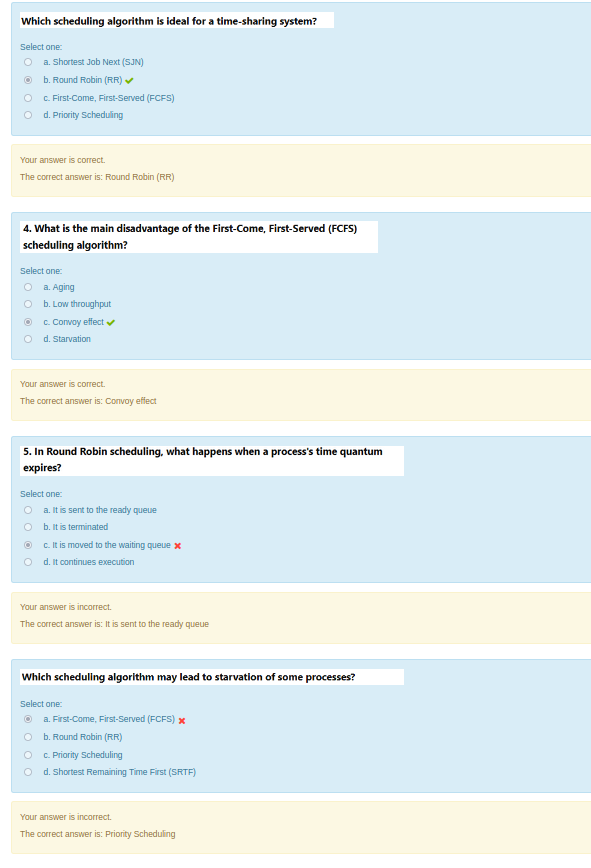 Which scheduling algorithm is ideal for a time-sharing system?
Select one:
a. Shortest Job Next (SJN)
b. Round Robin (RR)
c. First-Come, First-Served (FCFS)
d. Priority Scheduling
Your answer is correct.
The correct answer is: Round Robin (RR)
4. What is the main disadvantage of the First-Come, First-Served (FCFS)
scheduling algorithm?
Select one:
a. Aging
b. Low throughput
c. Convoy effect
d. Starvation
Your answer is correct.
The correct answer is: Convoy effect
5. In Round Robin scheduling, what happens when a process's time quantum
expires?
Select one:
a. It is sent to the ready queue
b. It is terminated
c. It is moved to the waiting queue
d. It continues execution
Your answer is incorrect.
The correct answer is: It is sent to the ready queue
Which scheduling algorithm may lead to starvation of some processes?
Select one:
a. First-Come, First-Served (FCFS)
b. Round Robin (RR)
c. Priority Scheduling
d. Shortest Remaining Time First (SRTF)
Your answer is incorrect.
The correct answer is: Priority Scheduling